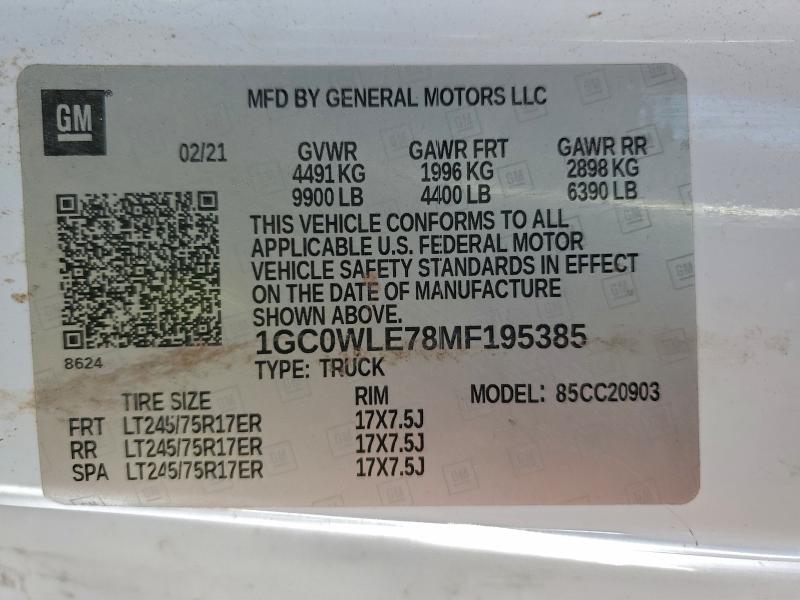 GM
MFD BY GENERAL MOTORS LLC
02/21 GVWR GAWR FRT GAWR RR
4491 KG 1996 KG 2898 KG
9900 LB 4400 LB 6390 LB
THIS VEHICLE CONFORMS TO ALL
APPLICABLE U.S. FEDERAL MOTOR
VEHICLE SAFETY STANDARDS IN EFFECT
ON THE DATE OF MANUFACTURE
SHOWN ABOVE.
8624
1GC0WLE78MF195385
TYPE: TRUCK
TIRE SIZE RIM MODEL: 85CC20903
FRT LT245/75R17ER 17X7.5J
RR LT245/75R17ER 17X7.5J
SPA LT245/75R17ER 17X7.5J